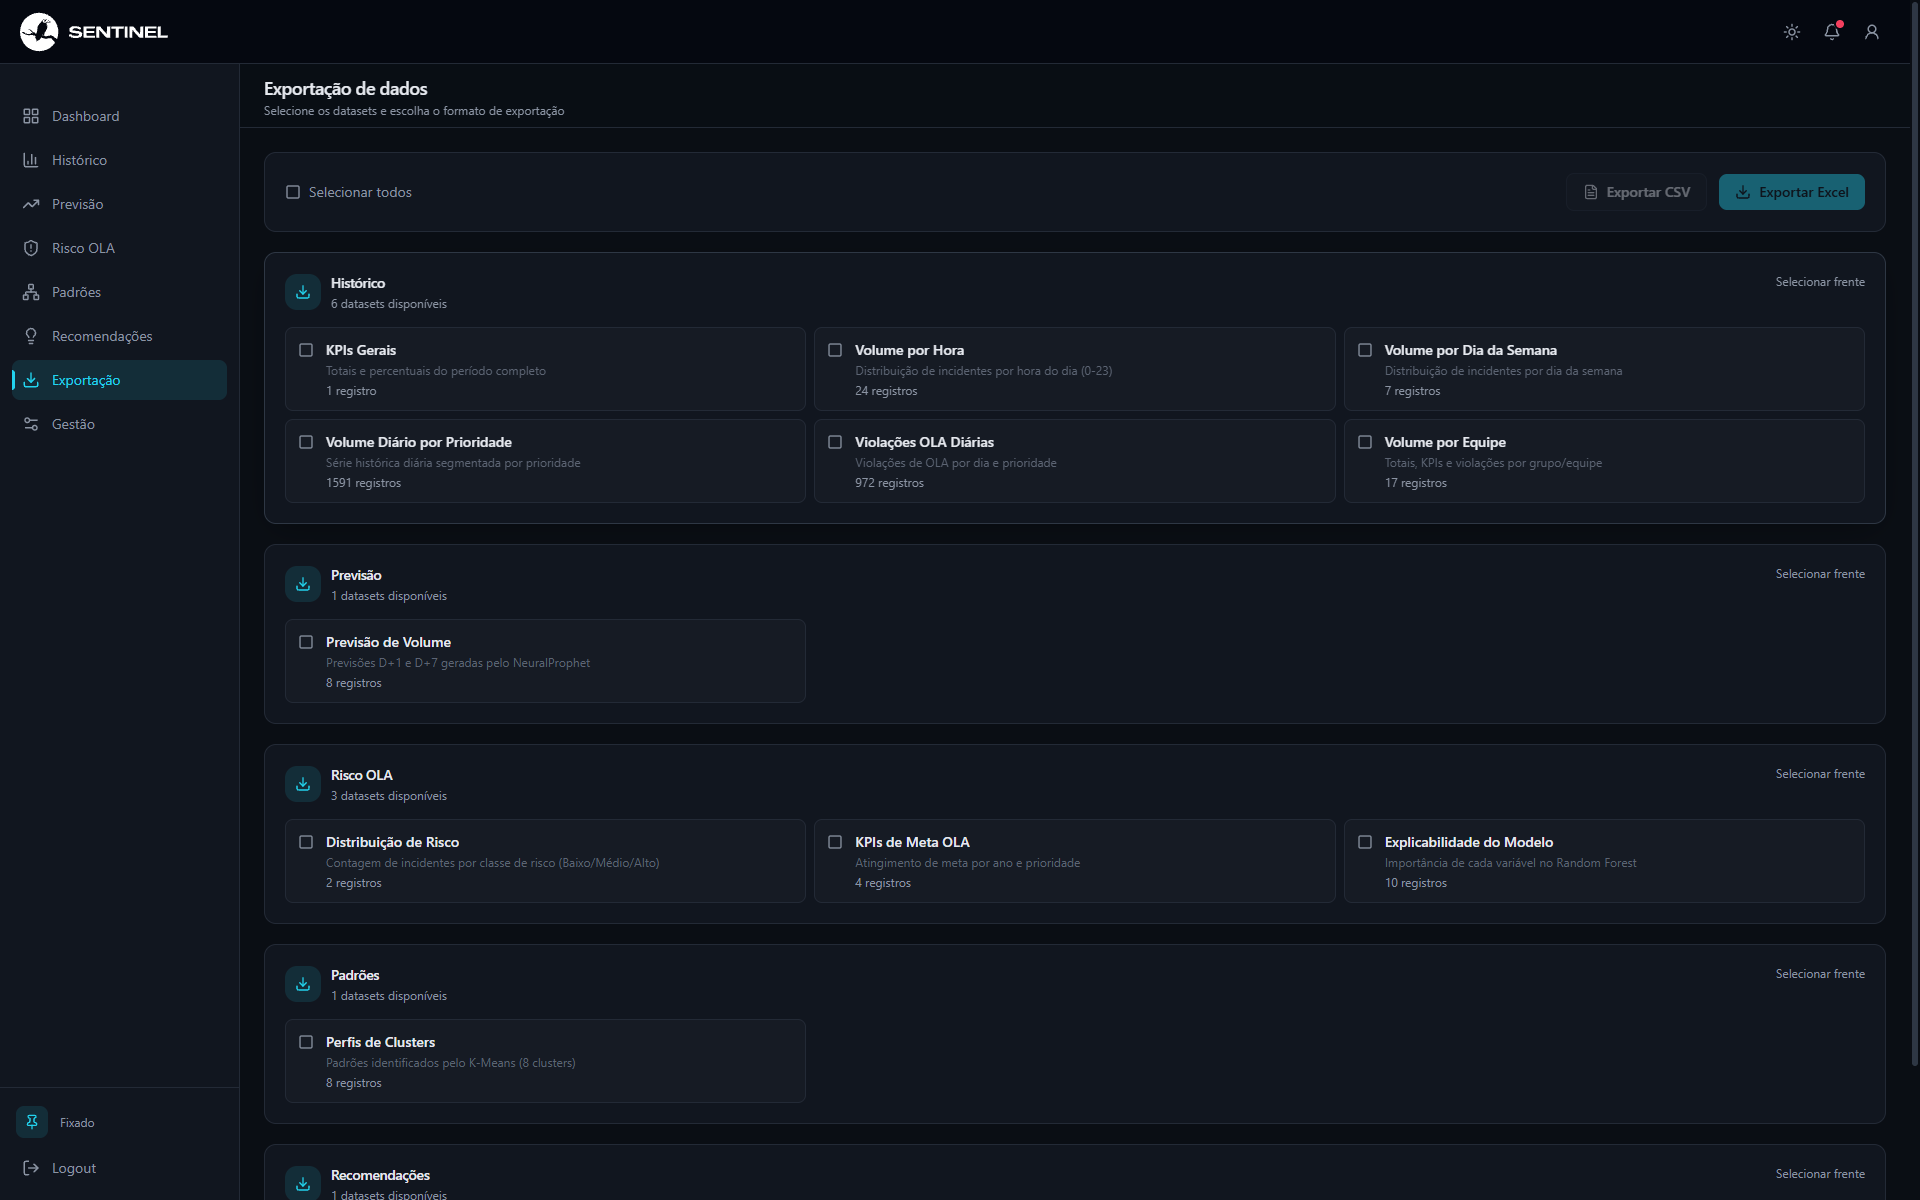 SENTINEL
Dashboard
Histórico
Previsão
Risco OLA
Padrões
Recomendações
Exportação
Gestão
Fixado
Logout
Exportação de dados
Selecione os datasets e escolha o formato de exportação
Selecionar todos
Exportar CSV
Exportar Excel
Histórico
6 datasets disponíveis
Selecionar frente
KPIs Gerais
Totais e percentuais do período completo
1 registro
Volume por Hora
Distribuição de incidentes por hora do dia (0-23)
24 registros
Volume por Dia da Semana
Distribuição de incidentes por dia da semana
7 registros
Volume Diário por Prioridade
Série histórica diária segmentada por prioridade
1591 registros
Violações OLA Diárias
Violações de OLA por dia e prioridade
972 registros
Volume por Equipe
Totais, KPIs e violações por grupo/equipe
17 registros
Previsão
1 datasets disponíveis
Selecionar frente
Previsão de Volume
Previsões D+1 e D+7 geradas pelo NeuralProphet
8 registros
Risco OLA
3 datasets disponíveis
Selecionar frente
Distribuição de Risco
Contagem de incidentes por classe de risco (Baixo/Médio/Alto)
2 registros
KPIs de Meta OLA
Atingimento de meta por ano e prioridade
4 registros
Explicabilidade do Modelo
Importância de cada variável no Random Forest
10 registros
Padrões
1 datasets disponíveis
Selecionar frente
Perfis de Clusters
Padrões identificados pelo K-Means (8 clusters)
8 registros
Recomendações
1 datasets disponíveis
Selecionar frente